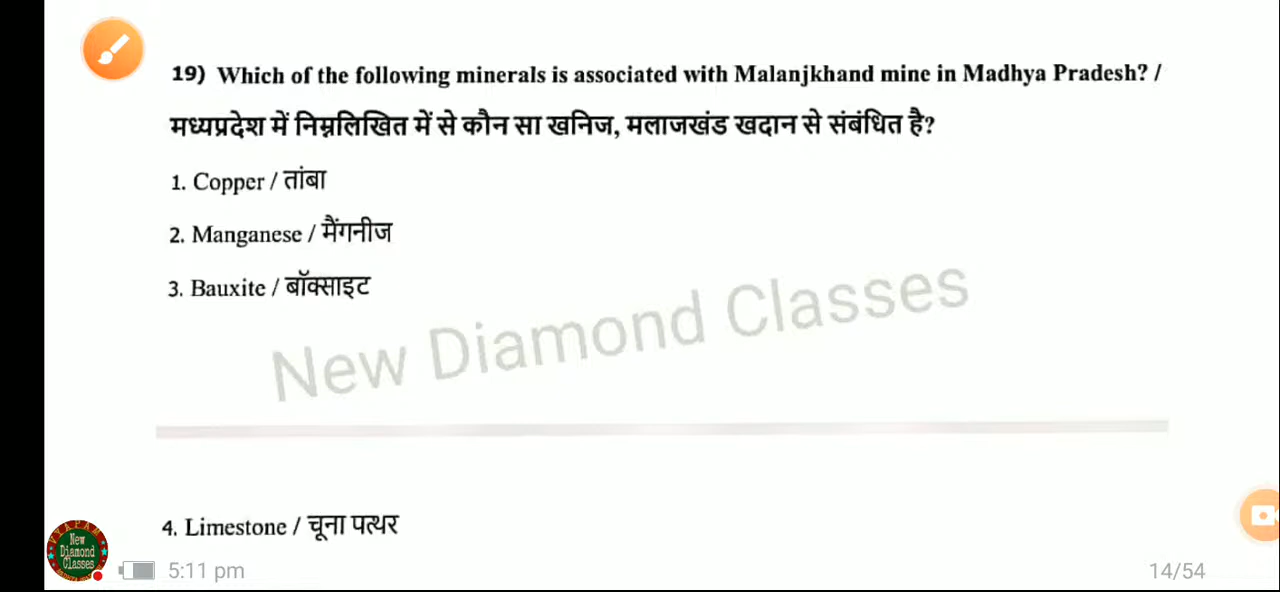 19) Which of the following minerals is associated with Malanjkhand mine in Madhya Pradesh? /
मध्यप्रदेश में निम्नलिखित में से कौन सा खनिज, मलाजखंड खदान से संबंधित है?
1. Copper / तांबा
2. Manganese / मैंगनीज
3. Bauxite / बॉक्साइट
New Diamond Classes
4. Limestone / चूना पत्थर
VYAPAM
New
Diamond
Classes
5:11 pm
14/54